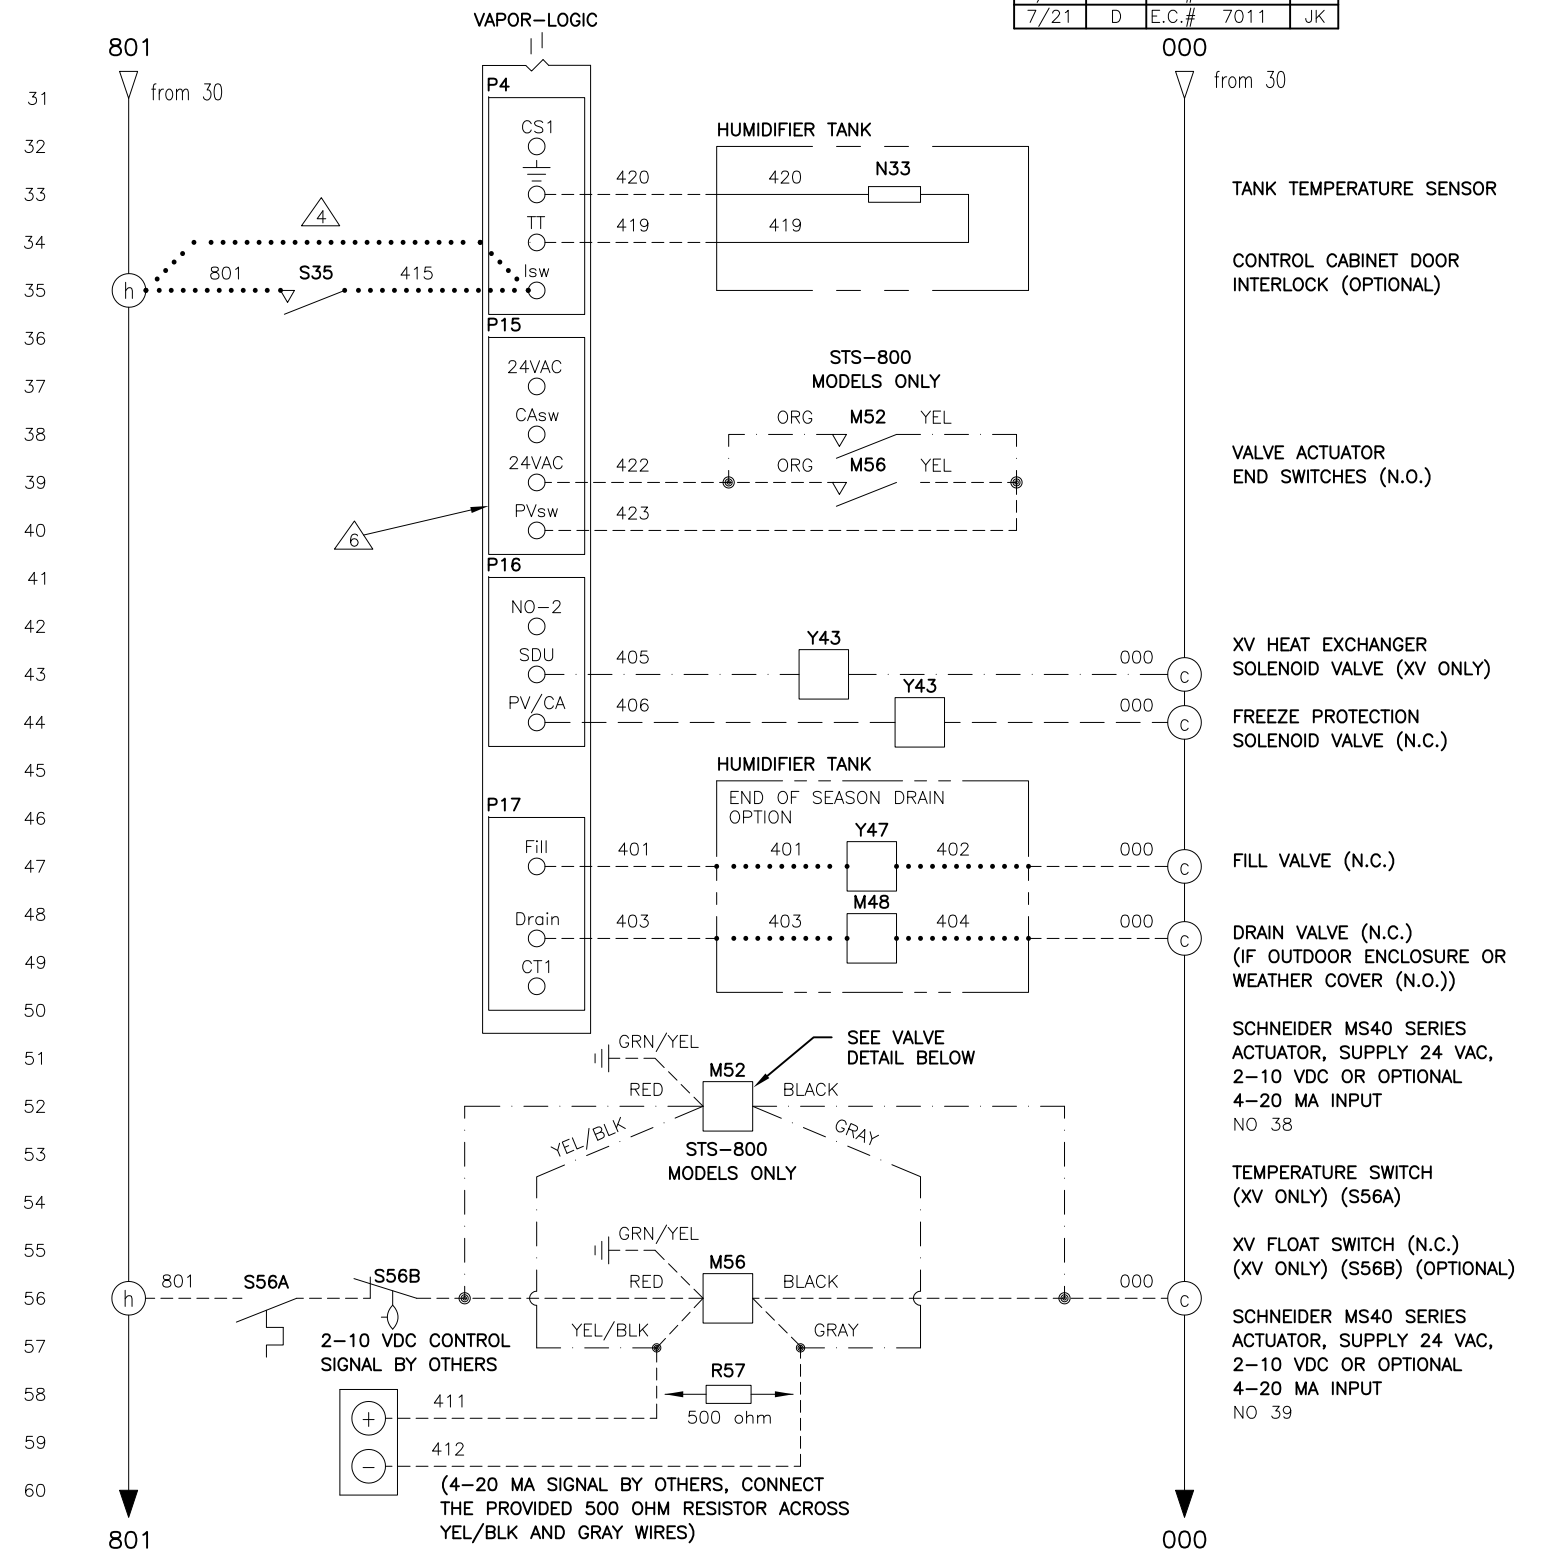 7/21 D E.C.# 7011 JK
VAPOR-LOGIC
801
000
from 30
from 30
31
P4
32
CS1
HUMIDIFIER TANK
33
420
420
N33
TANK TEMPERATURE SENSOR
34
4
TT
419
419
35
h
801
S35
415
Isw
CONTROL CABINET DOOR
INTERLOCK (OPTIONAL)
36
P15
37
24VAC
STS-800
MODELS ONLY
38
CAsw
ORG
M52
YEL
39
24VAC
422
ORG
M56
YEL
VALVE ACTUATOR
END SWITCHES (N.O.)
40
6
PVsw
423
41
P16
42
NO-2
43
SDU
405
Y43
000
c
XV HEAT EXCHANGER
SOLENOID VALVE (XV ONLY)
44
PV/CA
406
Y43
000
c
FREEZE PROTECTION
SOLENOID VALVE (N.C.)
45
HUMIDIFIER TANK
46
P17
END OF SEASON DRAIN
OPTION
47
Fill
401
401
Y47
402
000
c
FILL VALVE (N.C.)
48
Drain
403
403
M48
404
000
c
DRAIN VALVE (N.C.)
(IF OUTDOOR ENCLOSURE OR
WEATHER COVER (N.O.))
49
CT1
50
51
GRN/YEL
SEE VALVE
DETAIL BELOW
52
RED
M52
BLACK
SCHNEIDER MS40 SERIES
ACTUATOR, SUPPLY 24 VAC,
2-10 VDC OR OPTIONAL
4-20 MA INPUT
NO 38
53
YEL/BLK
GRAY
STS-800
MODELS ONLY
54
TEMPERATURE SWITCH
(XV ONLY) (S56A)
55
GRN/YEL
XV FLOAT SWITCH (N.C.)
(XV ONLY) (S56B) (OPTIONAL)
56
h
801
S56A
S56B
RED
M56
BLACK
000
c
57
2-10 VDC CONTROL
SIGNAL BY OTHERS
YEL/BLK
GRAY
SCHNEIDER MS40 SERIES
ACTUATOR, SUPPLY 24 VAC,
2-10 VDC OR OPTIONAL
4-20 MA INPUT
NO 39
58
R57
500 ohm
+
411
59
−
412
60
(4-20 MA SIGNAL BY OTHERS, CONNECT
THE PROVIDED 500 OHM RESISTOR ACROSS
YEL/BLK AND GRAY WIRES)
801
000